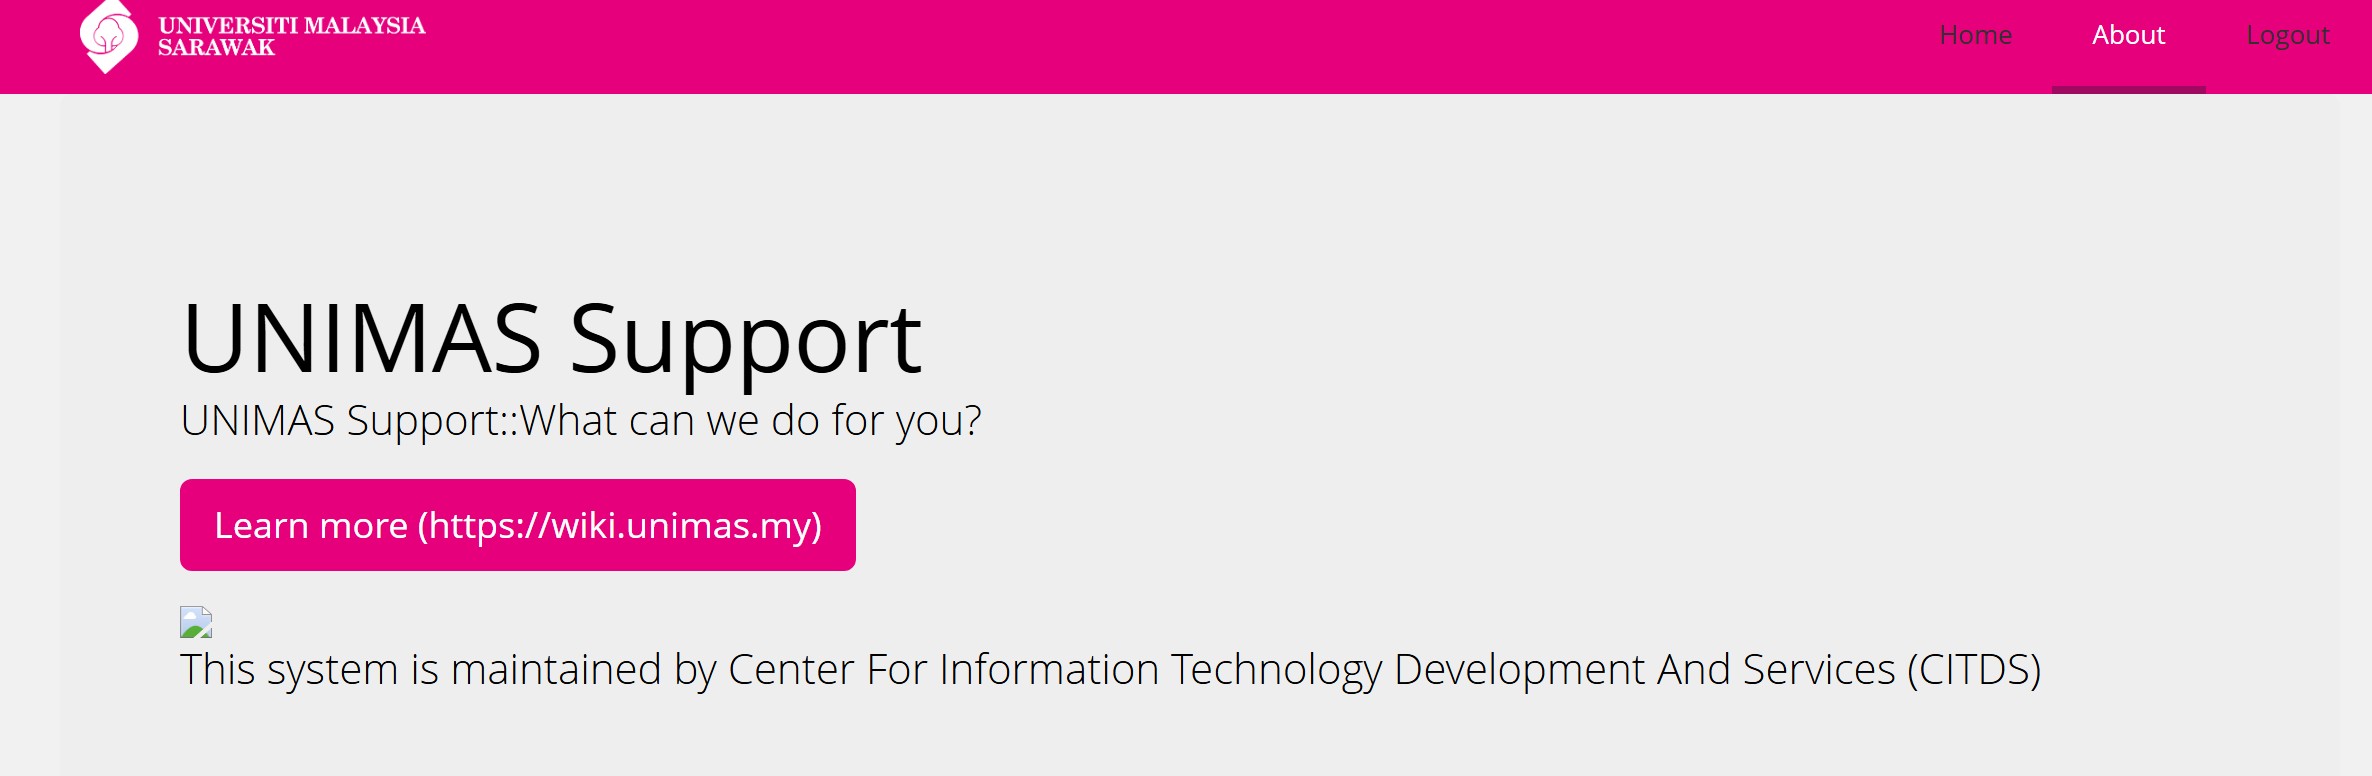 UNIVERSITI MALAYSIA
SARAWAK
Home
About
Logout
UNIMAS Support
UNIMAS Support::What can we do for you?
Learn more (https://wiki.unimas.my)
This system is maintained by Center For Information Technology Development And Services (CITDS)